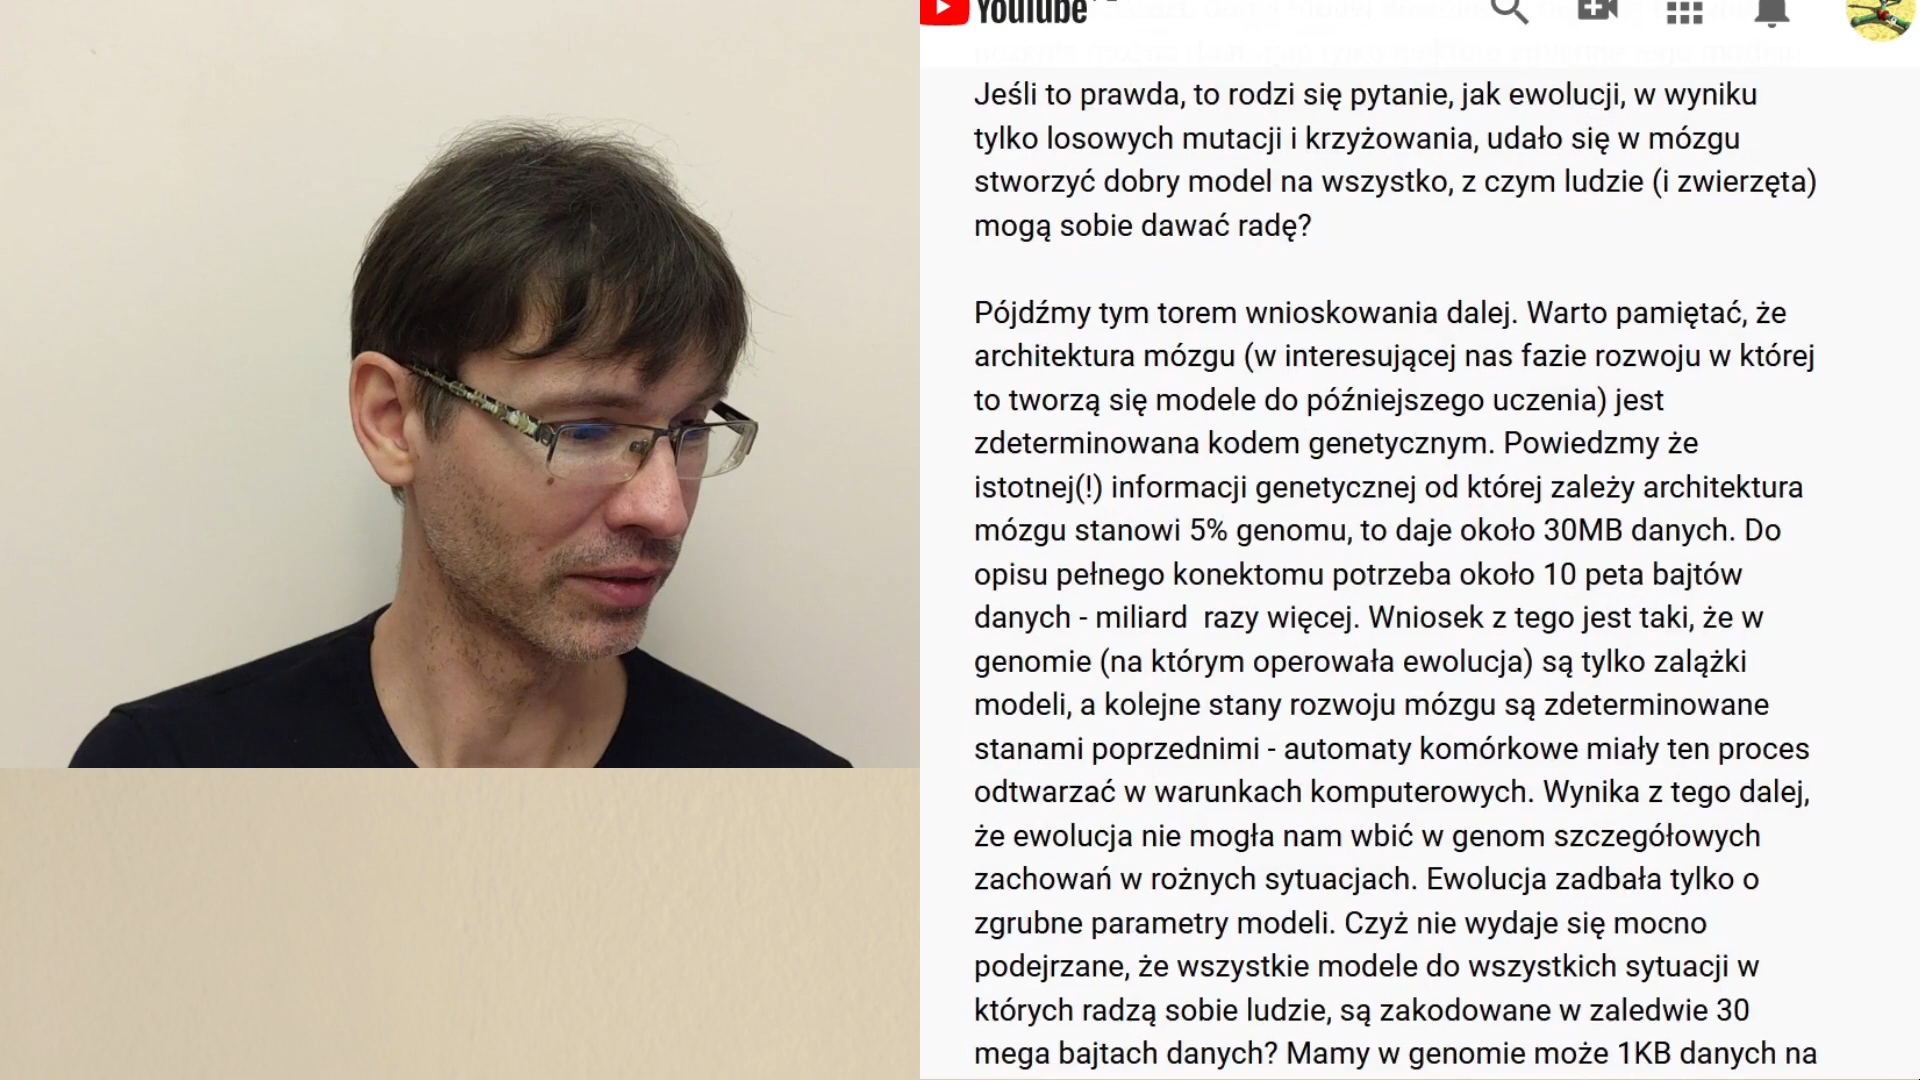 YouTube
Jeśli to prawda, to rodzi się pytanie, jak ewolucji, w wyniku
tylko losowych mutacji i krzyżowania, udało się w mózgu
stworzyć dobry model na wszystko, z czym ludzie (i zwierzęta)
mogą sobie dawać radę?
Pójdźmy tym torem wnioskowania dalej. Warto pamiętać, że
architektura mózgu (w interesującej nas fazie rozwoju w której
to tworzą się modele do późniejszego uczenia) jest
zdeterminowana kodem genetycznym. Powiedzmy że
istotnej(!) informacji genetycznej od której zależy architektura
mózgu stanowi 5% genomu, to daje około 30MB danych. Do
opisu pełnego konektomu potrzeba około 10 peta bajtów
danych - miliard  razy więcej. Wniosek z tego jest taki, że w
genomie (na którym operowała ewolucja) są tylko zalążki
modeli, a kolejne stany rozwoju mózgu są zdeterminowane
stanami poprzednimi - automaty komórkowe miały ten proces
odtwarzać w warunkach komputerowych. Wynika z tego dalej,
że ewolucja nie mogła nam wbić w genom szczegółowych
zachowań w rożnych sytuacjach. Ewolucja zadbała tylko o
zgrubne parametry modeli. Czyż nie wydaje się mocno
podejrzane, że wszystkie modele do wszystkich sytuacji w
których radzą sobie ludzie, są zakodowane w zaledwie 30
mega bajtach danych? Mamy w genomie może 1KB danych na